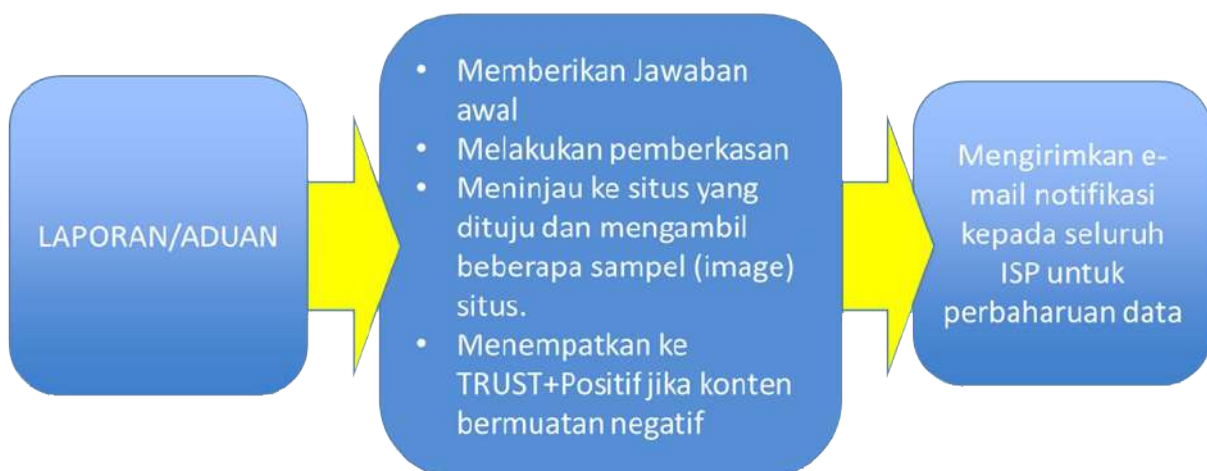 LAPORAN/ADUAN
• Memberikan Jawaban
awal
• Melakukan pemberkasan
• Meninjau ke situs yang
dituju dan mengambil
beberapa sampel (image)
situs.
• Menempatkan ke
TRUST+Positif jika konten
bermuatan negatif
Mengirimkan e-
mail notifikasi
kepada seluruh
ISP untuk
perbaharuan data